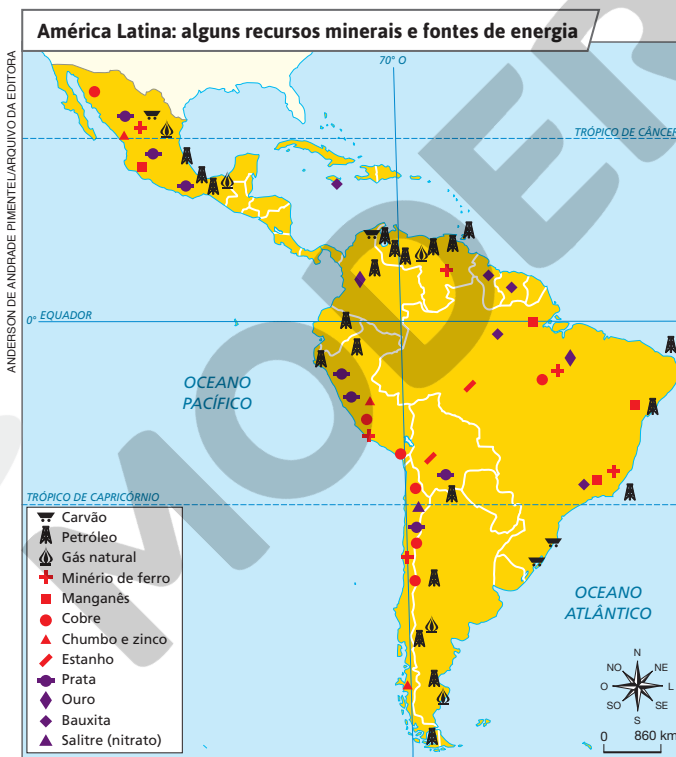 América Latina: alguns recursos minerais e fontes de energia
ANDERSON DE ANDRADE PIMENTEL/ARQUIVO DA EDITORA
70° O
TRÓPICO DE CÂNCER
0° EQUADOR
OCEANO
PACÍFICO
TRÓPICO DE CAPRICÓRNIO
Carvão
Petróleo
Gás natural
Minério de ferro
Manganês
Cobre
Chumbo e zinco
Estanho
Prata
Ouro
Bauxita
Salitre (nitrato)
OCEANO
ATLÂNTICO
N
NO NE
O L
SO SE
S
0 860 km
MODER